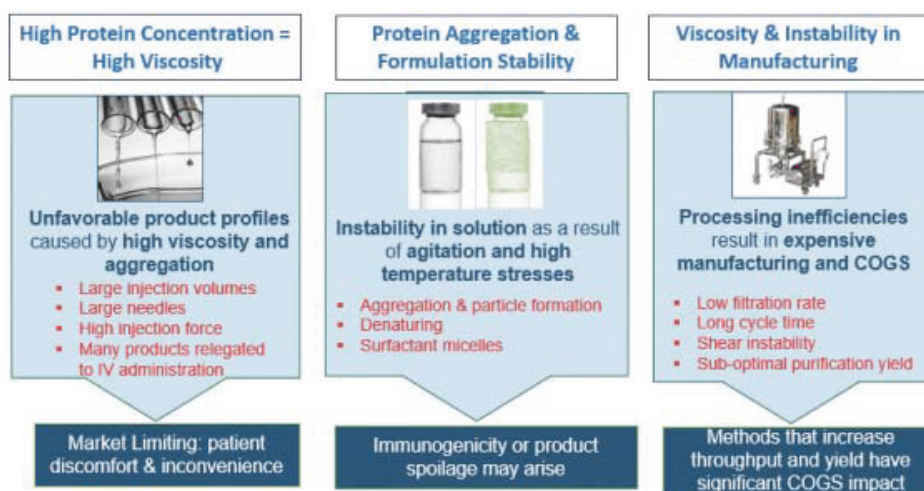 High Protein Concentration =
High Viscosity
Unfavorable product profiles
caused by high viscosity and
aggregation
▪ Large injection volumes
▪ Large needles
▪ High injection force
▪ Many products relegated
to IV administration
Market Limiting: patient
discomfort & inconvenience
Protein Aggregation &
Formulation Stability
Instability in solution as a result
of agitation and high
temperature stresses
▪ Aggregation & particle formation
▪ Denaturing
▪ Surfactant micelles
Immunogenicity or product
spoilage may arise
Viscosity & Instability in
Manufacturing
Processing inefficiencies
result in expensive
manufacturing and COGS
▪ Low filtration rate
▪ Long cycle time
▪ Shear instability
▪ Sub-optimal purification yield
Methods that increase
throughput and yield have
significant COGS impact